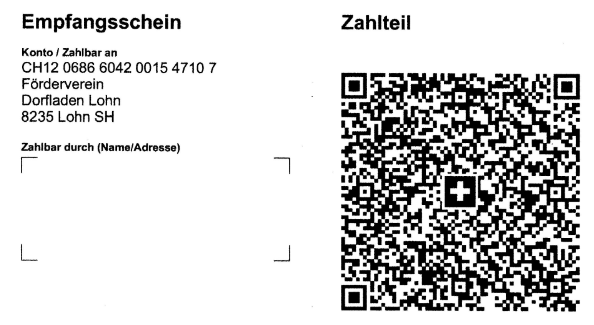 Empfangsschein
Konto / Zahlbar an
CH12 0686 6042 0015 4710 7
Förderverein
Dorfladen Lohn
8235 Lohn SH
Zahlbar durch (Name/Adresse)
Zahlteil